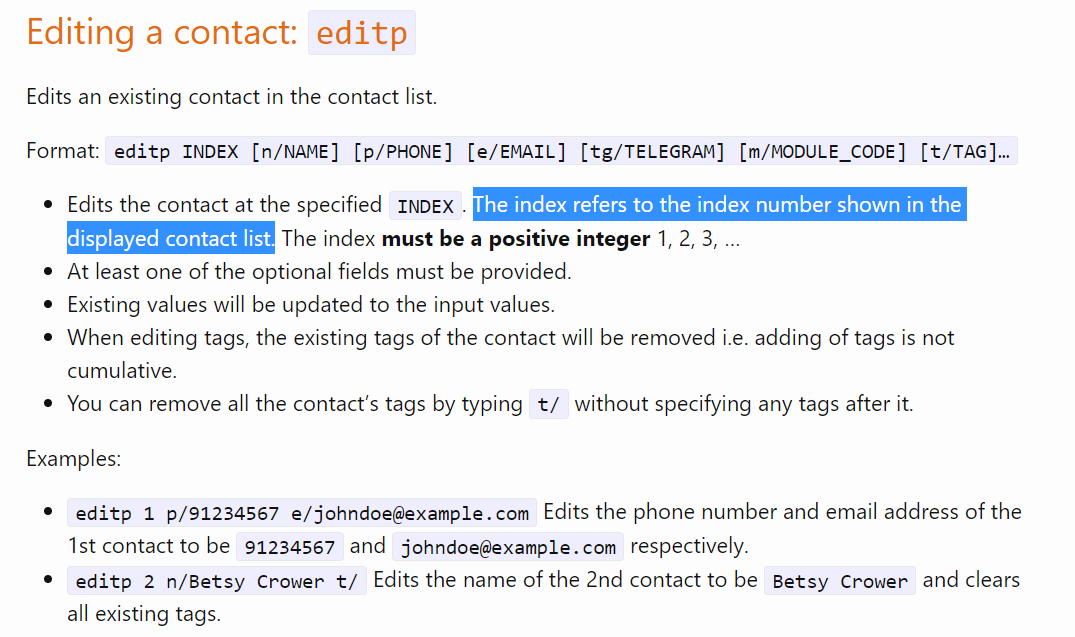 Editing a contact: editp
Edits an existing contact in the contact list.
Format: editp INDEX [n/NAME] [p/PHONE] [e/EMAIL] [tg/TELEGRAM] [m/MODULE_CODE] [t/TAG]…
• Edits the contact at the specified INDEX. The index refers to the index number shown in the
displayed contact list. The index must be a positive integer 1, 2, 3, …
• At least one of the optional fields must be provided.
• Existing values will be updated to the input values.
• When editing tags, the existing tags of the contact will be removed i.e. adding of tags is not
cumulative.
• You can remove all the contact’s tags by typing t/ without specifying any tags after it.
Examples:
• editp 1 p/91234567 e/johndoe@example.com Edits the phone number and email address of the
1st contact to be 91234567 and johndoe@example.com respectively.
• editp 2 n/Betsy Crower t/ Edits the name of the 2nd contact to be Betsy Crower and clears
all existing tags.